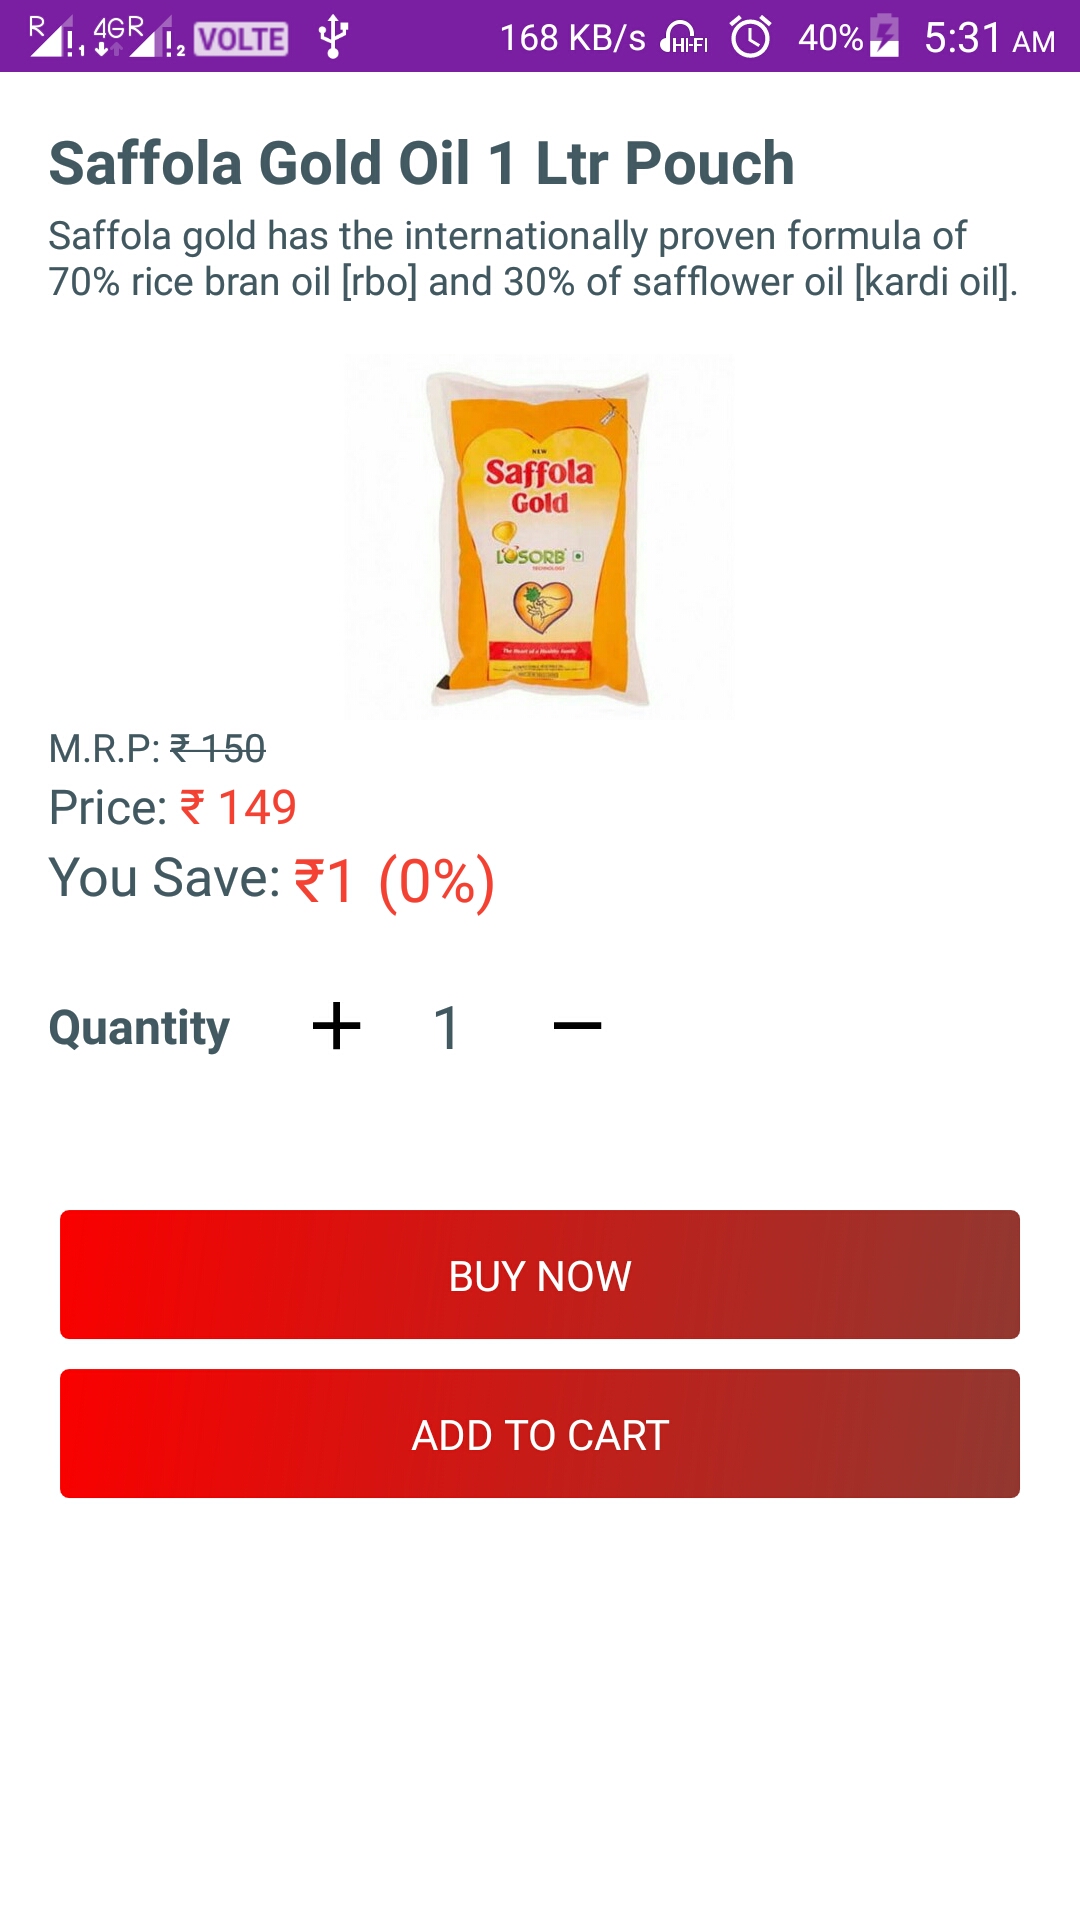 R 1 4G R 2 VOLTE 168 KB/s HI-FI 40% 5:31 AM
Saffola Gold Oil 1 Ltr Pouch
Saffola gold has the internationally proven formula of
70% rice bran oil [rbo] and 30% of safflower oil [kardi oil].
NEW
Saffola
Gold
LOSORB
TECHNOLOGY
The Heart of a Healthy Family
M.R.P: ₹ 150
Price: ₹ 149
You Save: ₹1 (0%)
Quantity + 1 −
BUY NOW
ADD TO CART